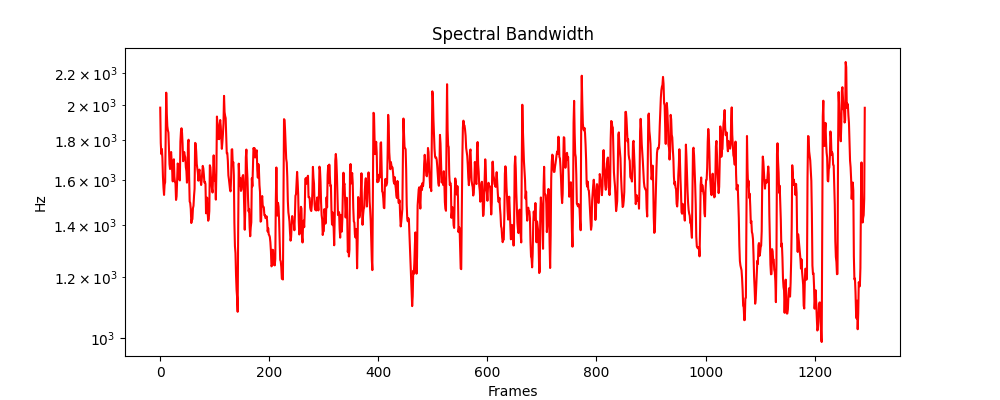 Spectral Bandwidth
Hz
2.2 × 10³
2 × 10³
1.8 × 10³
1.6 × 10³
1.4 × 10³
1.2 × 10³
10³
0 200 400 600 800 1000 1200
Frames